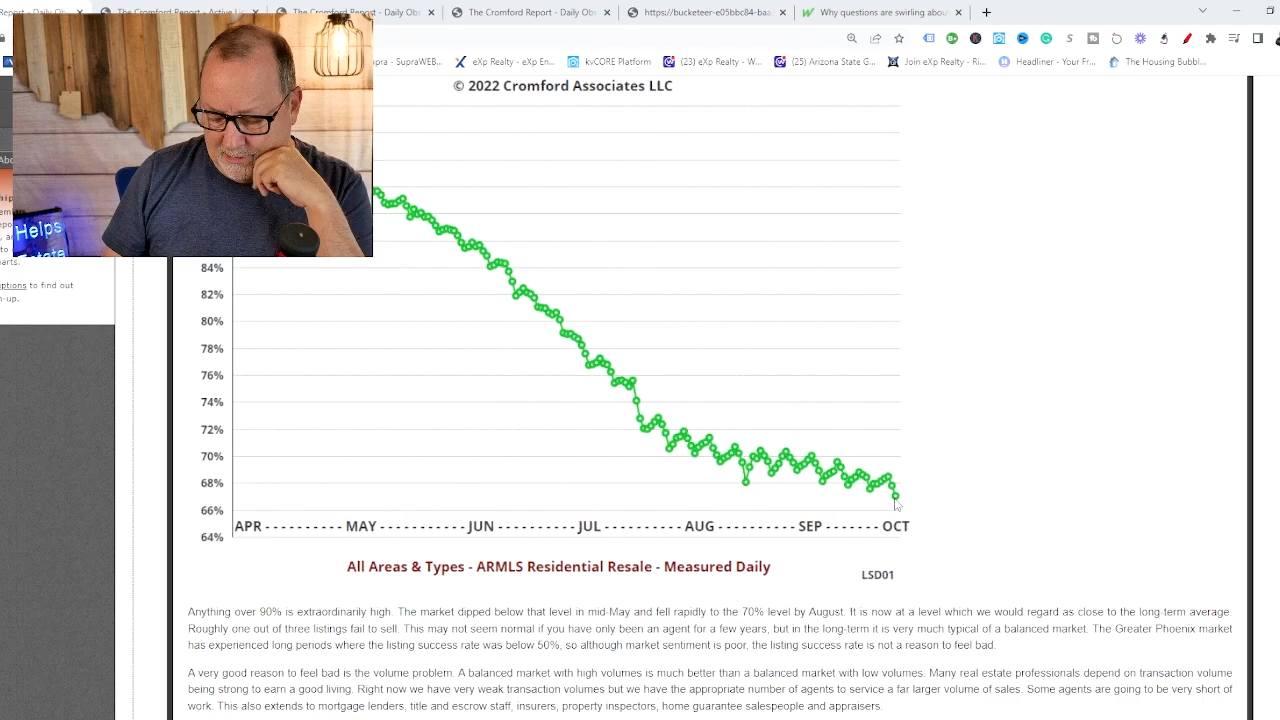 Report - Daily Obs
The Cromford Report - Active Li
The Cromford Report - Daily Obs
The Cromford Report - Daily Obs
https://bucketeer-e05bbc84-baa
Why questions are swirling abou
upra - SupraWEB...
eXp Realty - eXp En...
kvCORE Platform
(23) eXp Realty - W...
(25) Arizona State G...
Join eXp Realty - Ri...
Headliner - Your Fr...
The Housing Bubbl...
© 2022 Cromford Associates LLC
Helps
Estate
ptions to find out
n-up.
84%
82%
80%
78%
76%
74%
72%
70%
68%
66%
64%
APR - - - - - - - - - - MAY - - - - - - - - - - JUN - - - - - - - - - - JUL - - - - - - - - - - AUG - - - - - - - - - - SEP - - - - - - - OCT
All Areas & Types - ARMLS Residential Resale - Measured Daily
LSD01
Anything over 90% is extraordinarily high. The market dipped below that level in mid-May and fell rapidly to the 70% level by August. It is now at a level which we would regard as close to the long-term average.
Roughly one out of three listings fail to sell. This may not seem normal if you have only been an agent for a few years, but in the long-term it is very much typical of a balanced market. The Greater Phoenix market
has experienced long periods where the listing success rate was below 50%, so although market sentiment is poor, the listing success rate is not a reason to feel bad.
A very good reason to feel bad is the volume problem. A balanced market with high volumes is much better than a balanced market with low volumes. Many real estate professionals depend on transaction volume
being strong to earn a good living. Right now we have very weak transaction volumes but we have the appropriate number of agents to service a far larger volume of sales. Some agents are going to be very short of
work. This also extends to mortgage lenders, title and escrow staff, insurers, property inspectors, home guarantee salespeople and appraisers.